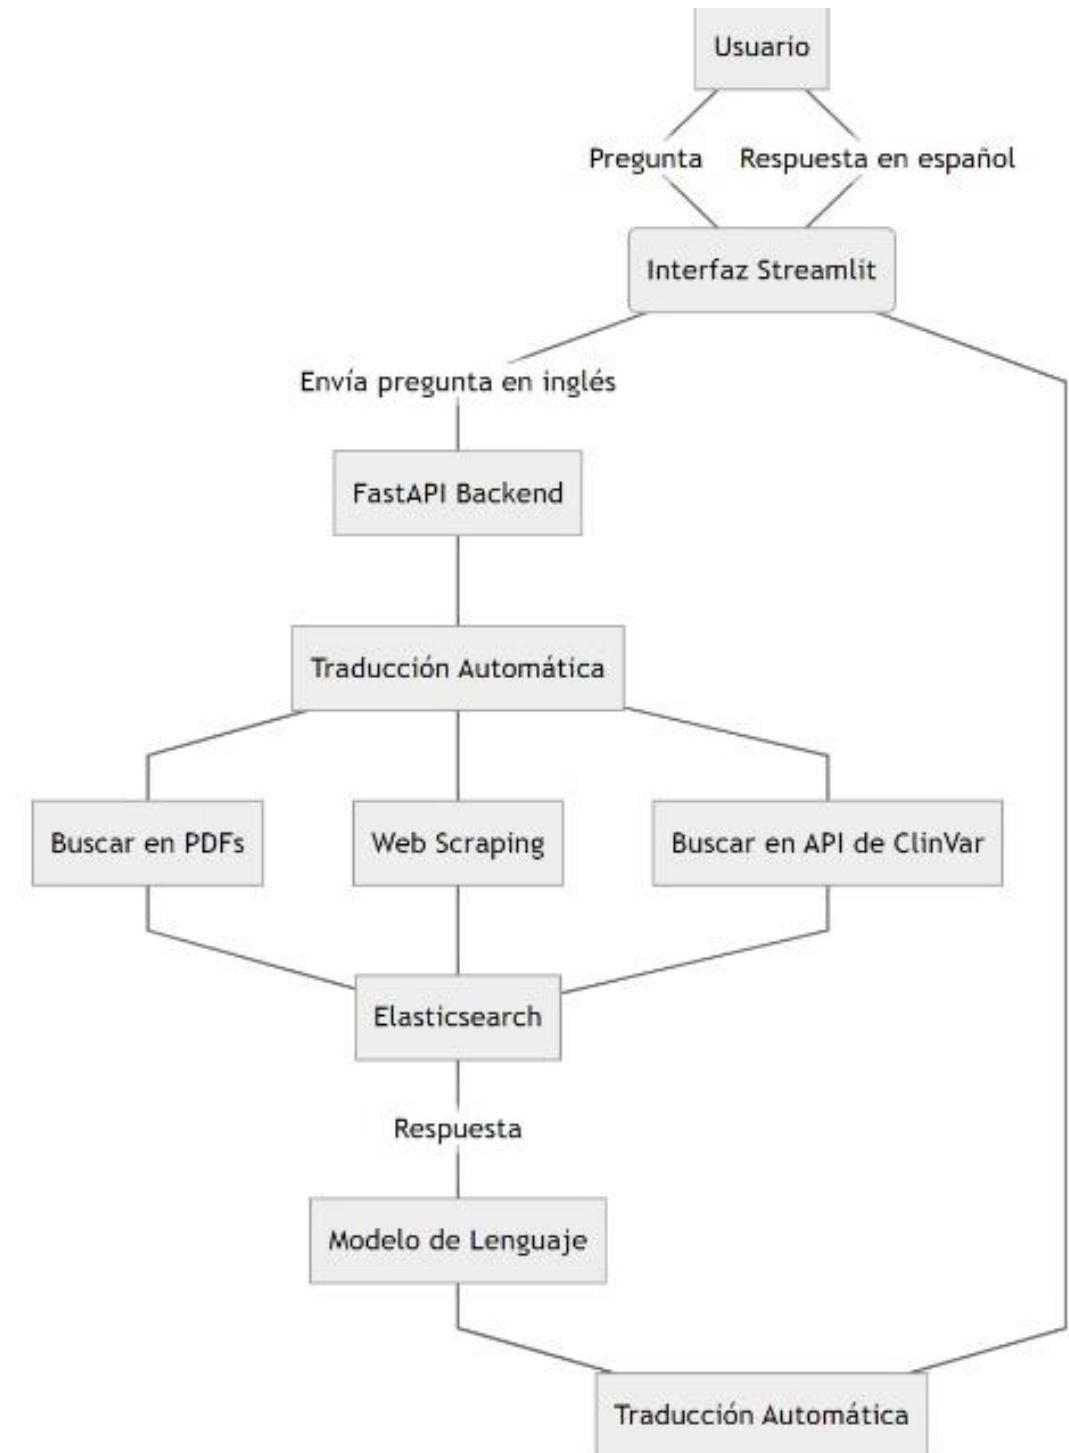 Usuario
Pregunta
Respuesta en español
Interfaz Streamlit
Envía pregunta en inglés
FastAPI Backend
Traducción Automática
Buscar en PDFs
Web Scraping
Buscar en API de ClinVar
Elasticsearch
Respuesta
Modelo de Lenguaje
Traducción Automática